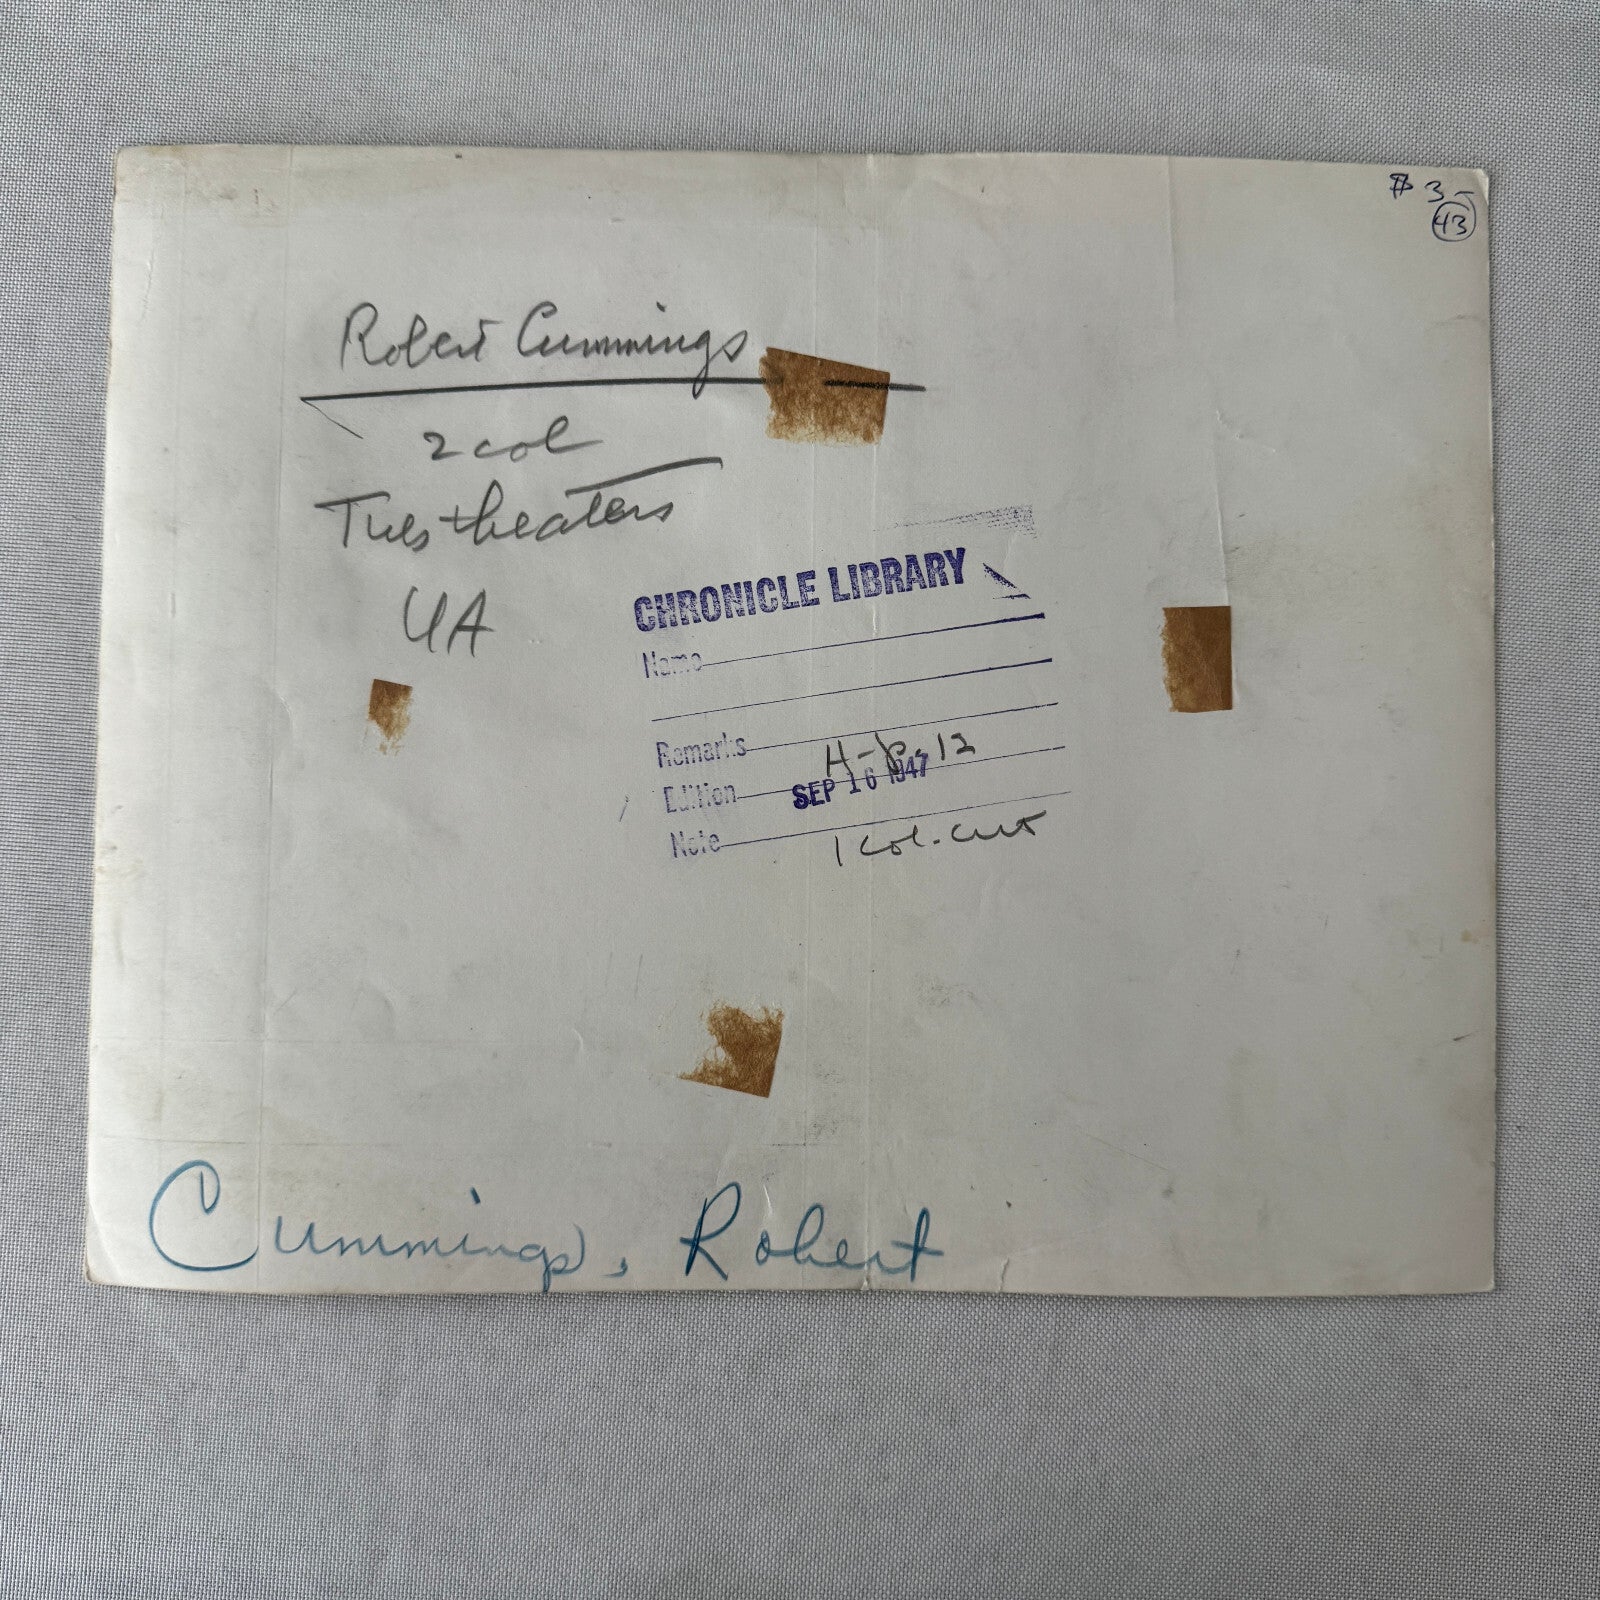 $3-
43
Robert Cummings
2 col
Tues theaters
UA
CHRONICLE LIBRARY
Name
Remarks H-p.12
Edition SEP 16 1947
Note 1 col. cut
Cummings, Robert